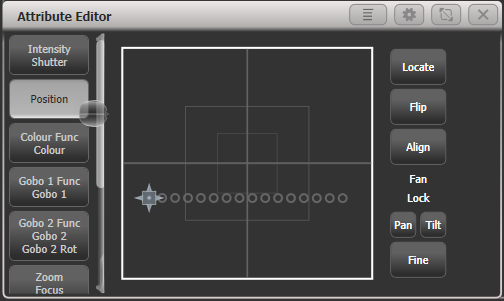 Attribute Editor
Intensity
Shutter
Position
Colour Func
Colour
Gobo 1 Func
Gobo 1
Gobo 2 Func
Gobo 2
Gobo 2 Rot
Zoom
Focus
Locate
Flip
Align
Fan
Lock
Pan Tilt
Fine